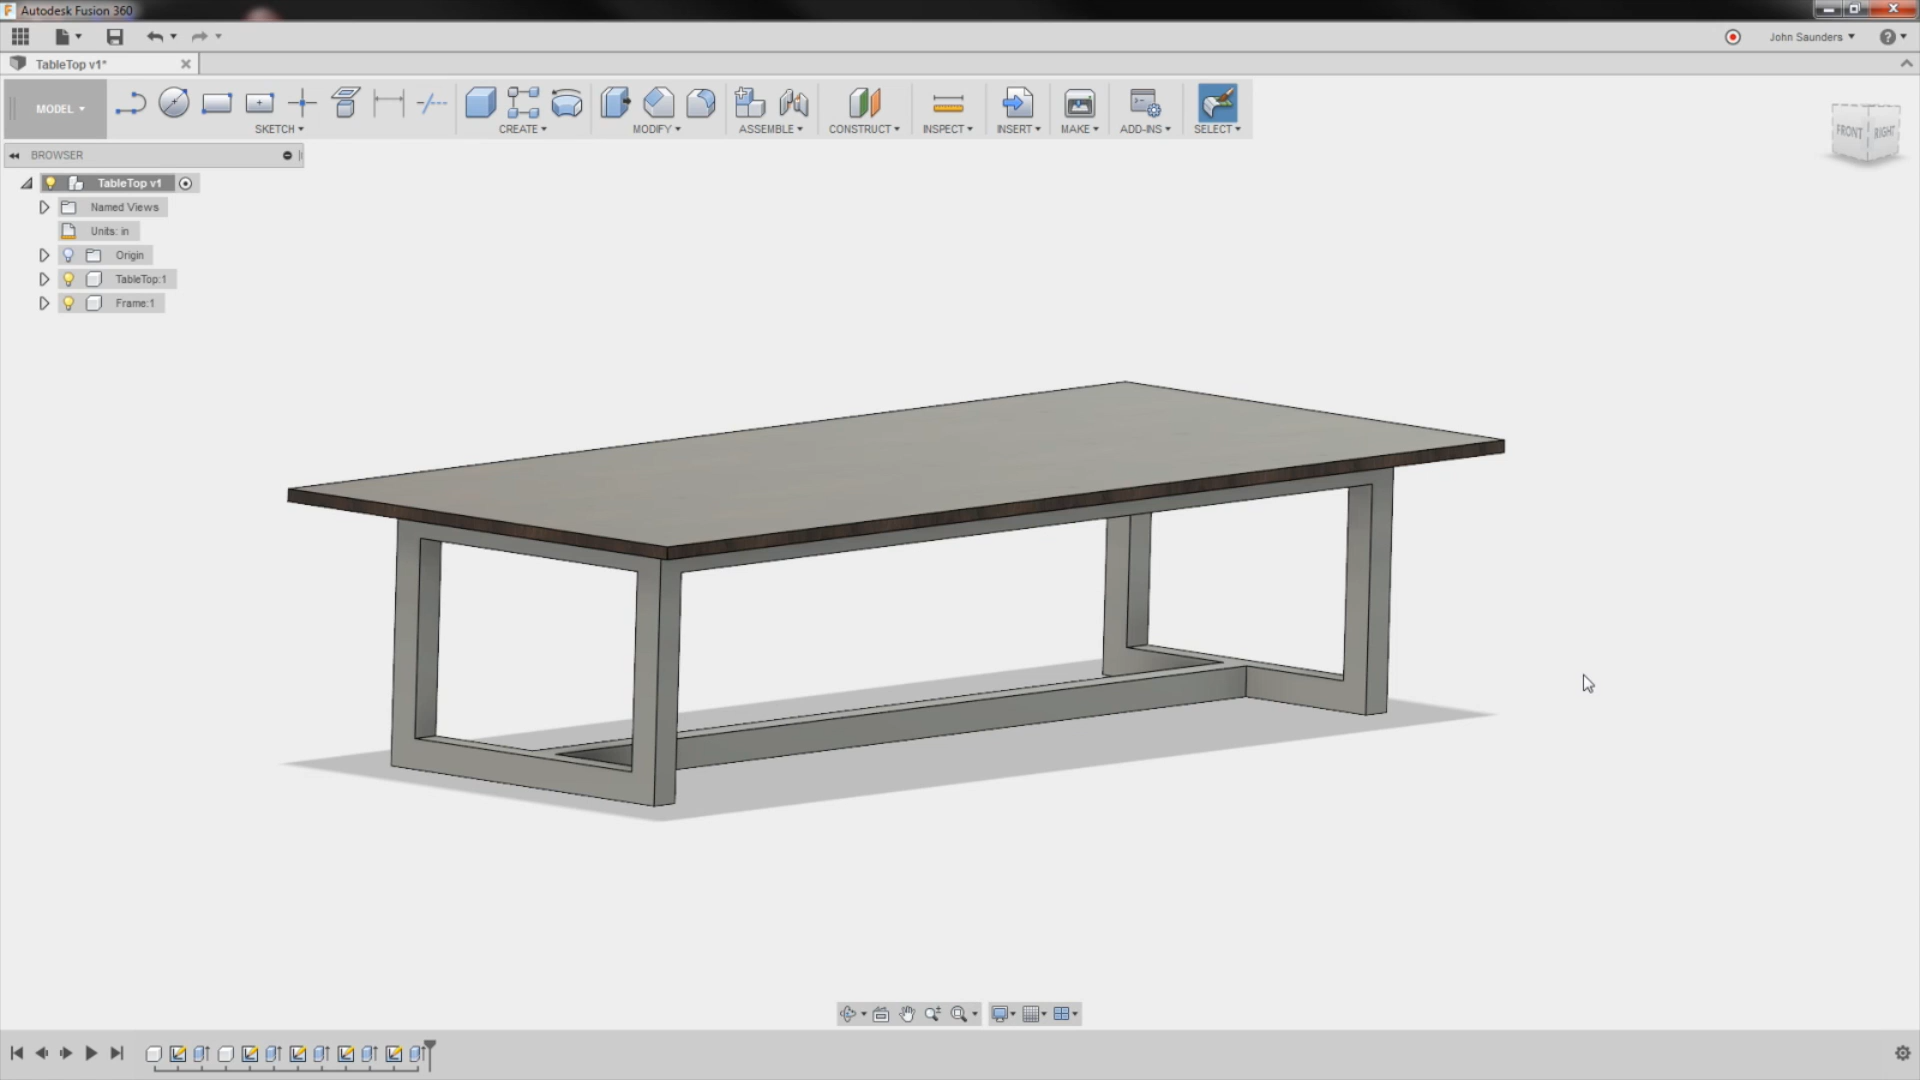 Autodesk Fusion 360
John Saunders
TableTop v1*
MODEL
SKETCH
CREATE
MODIFY
ASSEMBLE
CONSTRUCT
INSPECT
INSERT
MAKE
ADD-INS
SELECT
FRONT
RIGHT
BROWSER
TableTop v1
Named Views
Units: in
Origin
TableTop:1
Frame:1